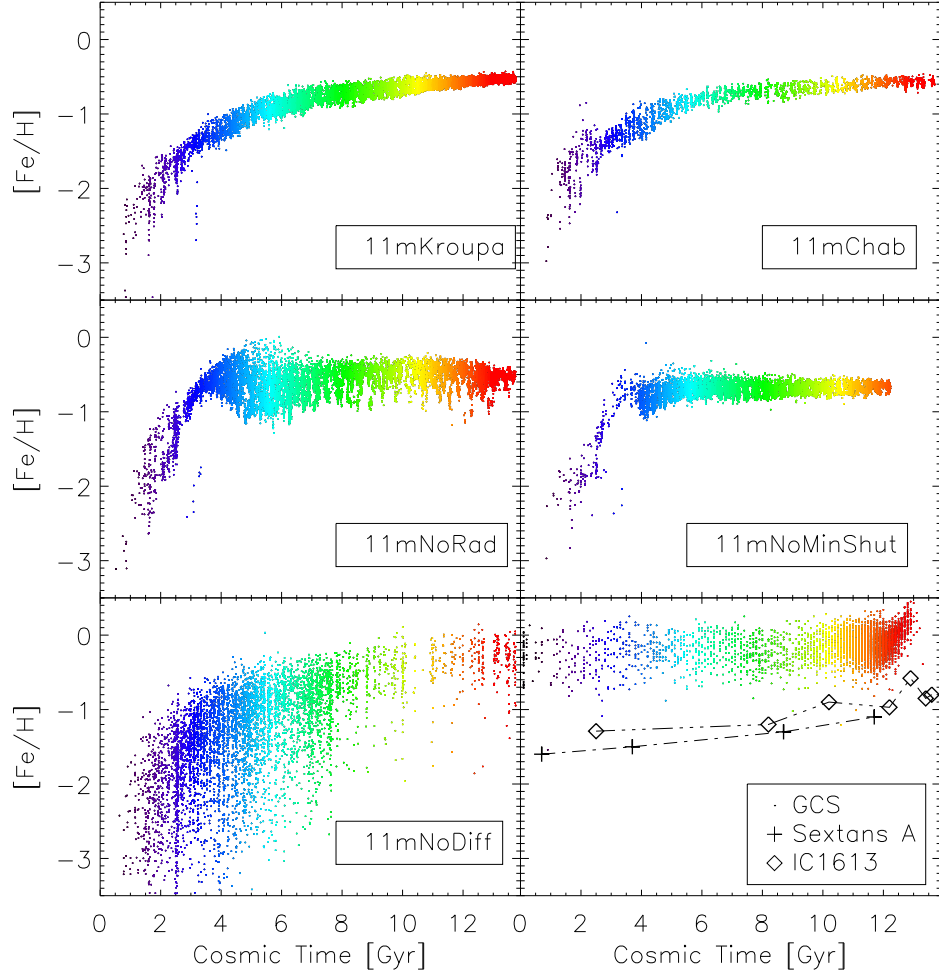 0
-1
-2
-3
[Fe/H]
11mKroupa
11mChab
0
-1
-2
-3
[Fe/H]
11mNoRad
11mNoMinShut
0
-1
-2
-3
[Fe/H]
11mNoDiff
GCS
Sextans A
IC1613
0 2 4 6 8 10 12 0 2 4 6 8 10 12
Cosmic Time [Gyr] Cosmic Time [Gyr]